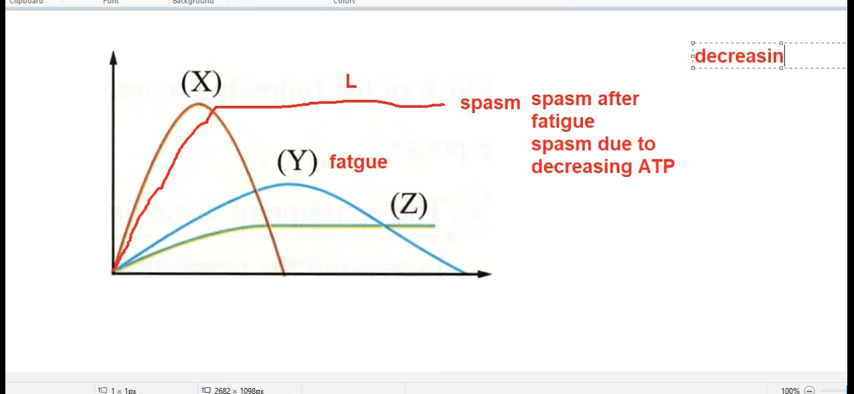 Clipboard
Font
Background
Colors
decreasin
(X)
L
spasm
spasm after
fatigue
spasm due to
decreasing ATP
(Y)
fatgue
(Z)
1 × 1px
2682 × 1098px
100%